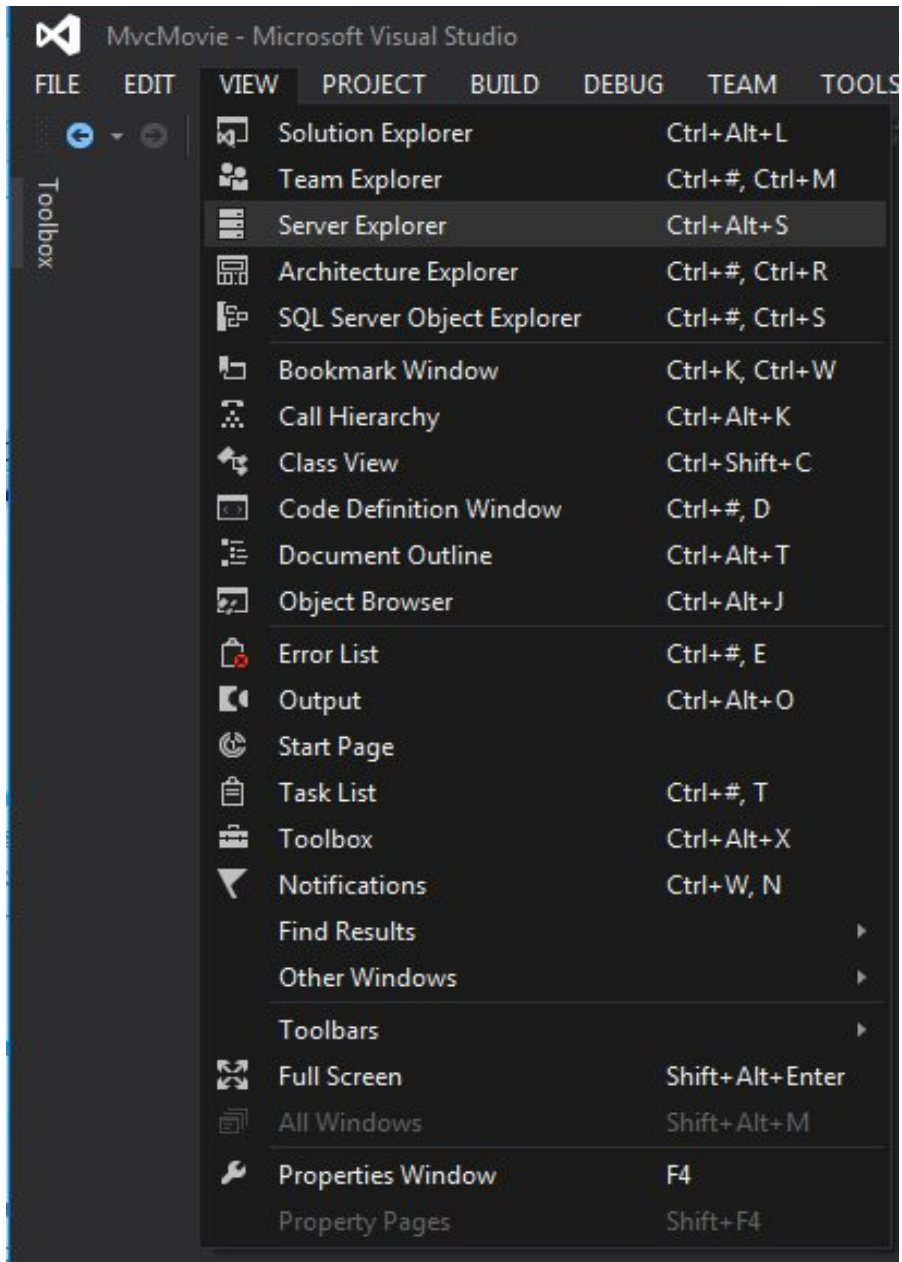 MvcMovie - Microsoft Visual Studio
FILE EDIT VIEW PROJECT BUILD DEBUG TEAM TOOLS
Toolbox
Solution Explorer Ctrl+Alt+L
Team Explorer Ctrl+#, Ctrl+M
Server Explorer Ctrl+Alt+S
Architecture Explorer Ctrl+#, Ctrl+R
SQL Server Object Explorer Ctrl+#, Ctrl+S
Bookmark Window Ctrl+K, Ctrl+W
Call Hierarchy Ctrl+Alt+K
Class View Ctrl+Shift+C
Code Definition Window Ctrl+#, D
Document Outline Ctrl+Alt+T
Object Browser Ctrl+Alt+J
Error List Ctrl+#, E
Output Ctrl+Alt+O
Start Page
Task List Ctrl+#, T
Toolbox Ctrl+Alt+X
Notifications Ctrl+W, N
Find Results
Other Windows
Toolbars
Full Screen Shift+Alt+Enter
All Windows Shift+Alt+M
Properties Window F4
Property Pages Shift+F4